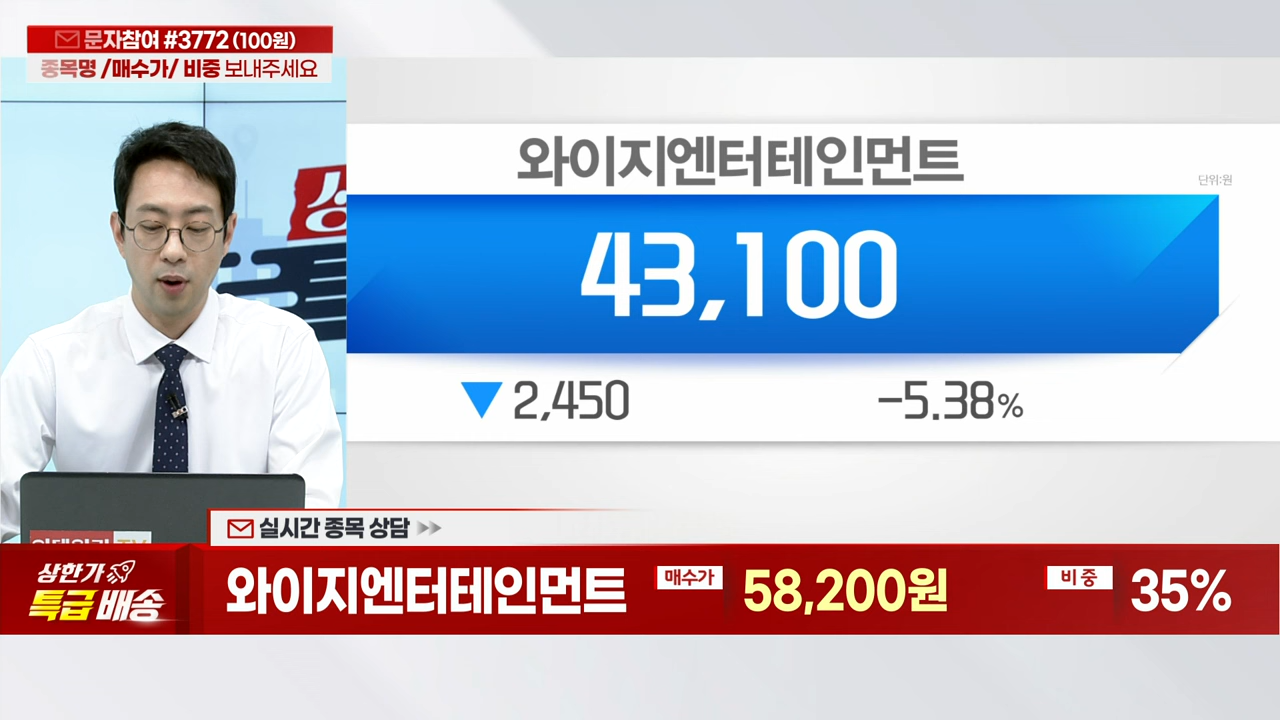 문자참여 #3772 (100원)
종목명 /매수가/ 비중 보내주세요
와이지엔터테인먼트
단위:원
43,100
▼ 2,450 -5.38%
실시간 종목 상담
상한가
특급 배송
와이지엔터테인먼트 매수가 58,200원 비중 35%